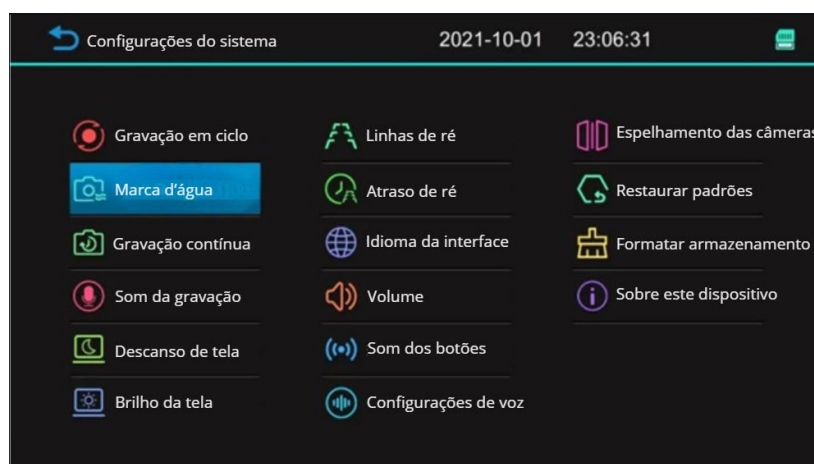 Configurações do sistema 2021-10-01 23:06:31
Gravação em ciclo
Marca d'água
Gravação contínua
Som da gravação
Descanso de tela
Brilho da tela
Linhas de ré
Atraso de ré
Idioma da interface
Volume
Som dos botões
Configurações de voz
Espelhamento das câmeras
Restaurar padrões
Formatar armazenamento
Sobre este dispositivo